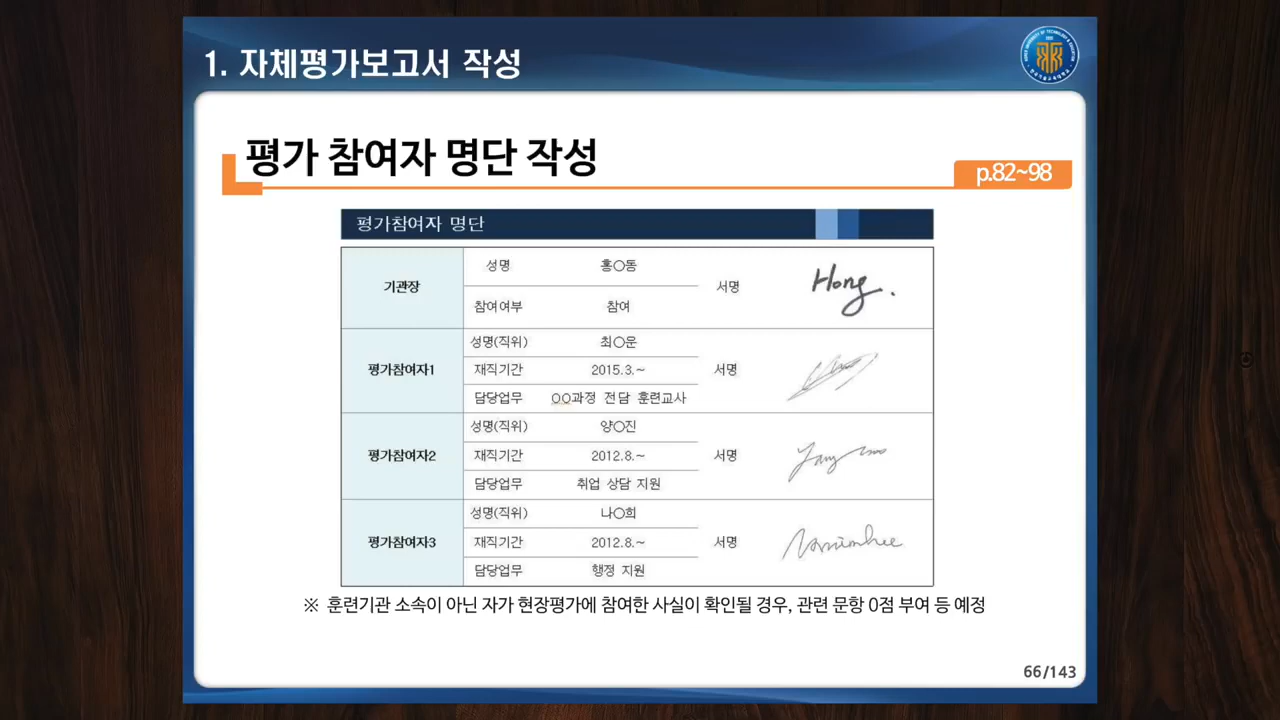 1. 자체평가보고서 작성
평가 참여자 명단 작성
p.82~98
평가참여자 명단
기관장
성명 홍○동
참여여부 참여
서명 Hong.
평가참여자1
성명(직위) 최○운
재직기간 2015.3.~
담당업무 OO과정 전담 훈련교사
서명
평가참여자2
성명(직위) 양○진
재직기간 2012.8.~
담당업무 취업 상담 지원
서명
평가참여자3
성명(직위) 나○희
재직기간 2012.8.~
담당업무 행정 지원
서명
※ 훈련기관 소속이 아닌 자가 현장평가에 참여한 사실이 확인될 경우, 관련 문항 0점 부여 등 예정
66/143